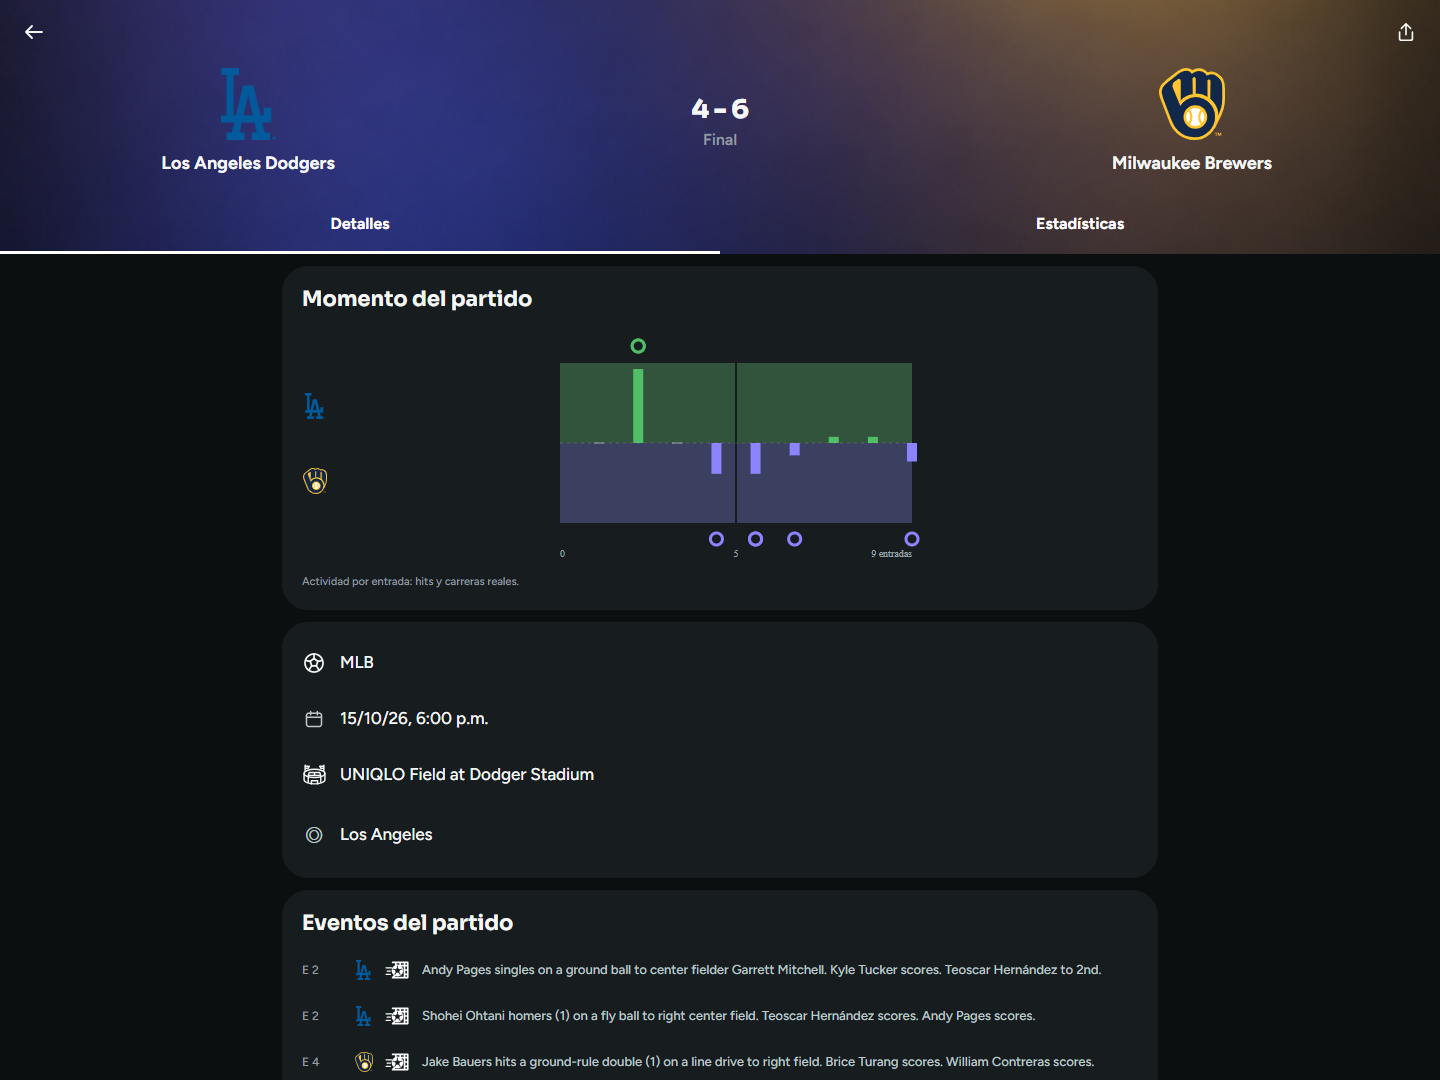 4-6
Final
Los Angeles Dodgers
Milwaukee Brewers
Detalles
Estadísticas
Momento del partido
0
5
9 entradas
Actividad por entrada: hits y carreras reales.
MLB
15/10/26, 6:00 p.m.
UNIQLO Field at Dodger Stadium
Los Angeles
Eventos del partido
E 2 Andy Pages singles on a ground ball to center fielder Garrett Mitchell. Kyle Tucker scores. Teoscar Hernández to 2nd.
E 2 Shohei Ohtani homers (1) on a fly ball to right center field. Teoscar Hernández scores. Andy Pages scores.
E 4 Jake Bauers hits a ground-rule double (1) on a line drive to right field. Brice Turang scores. William Contreras scores.